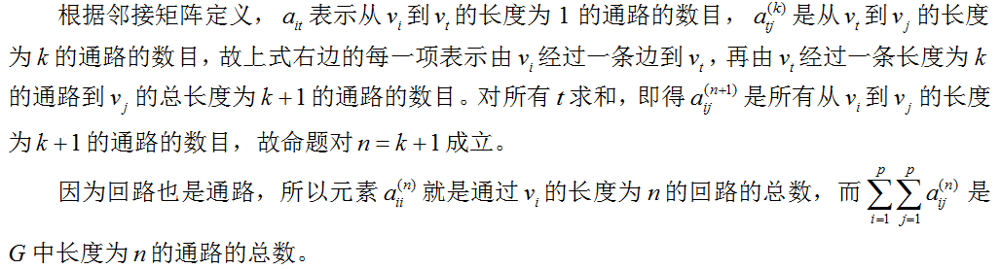 根据邻接矩阵定义，$a_{it}$ 表示从 $v_i$ 到 $v_t$ 的长度为 1 的通路的数目，$a_{tj}^{(k)}$ 是从 $v_t$ 到 $v_j$ 的长度
为 $k$ 的通路的数目，故上式右边的每一项表示由 $v_i$ 经过一条边到 $v_t$，再由 $v_t$ 经过一条长度为 $k$
的通路到 $v_j$ 的总长度为 $k+1$ 的通路的数目。对所有 $t$ 求和，即得 $a_{ij}^{(n+1)}$ 是所有从 $v_i$ 到 $v_j$ 的长度
为 $k+1$ 的通路的数目，故命题对 $n=k+1$ 成立。
因为回路也是通路，所以元素 $a_{ii}^{(n)}$ 就是通过 $v_i$ 的长度为 $n$ 的回路的总数，而 $\sum_{i=1}^{p}\sum_{j=1}^{p}a_{ij}^{(n)}$ 是
$G$ 中长度为 $n$ 的通路的总数。